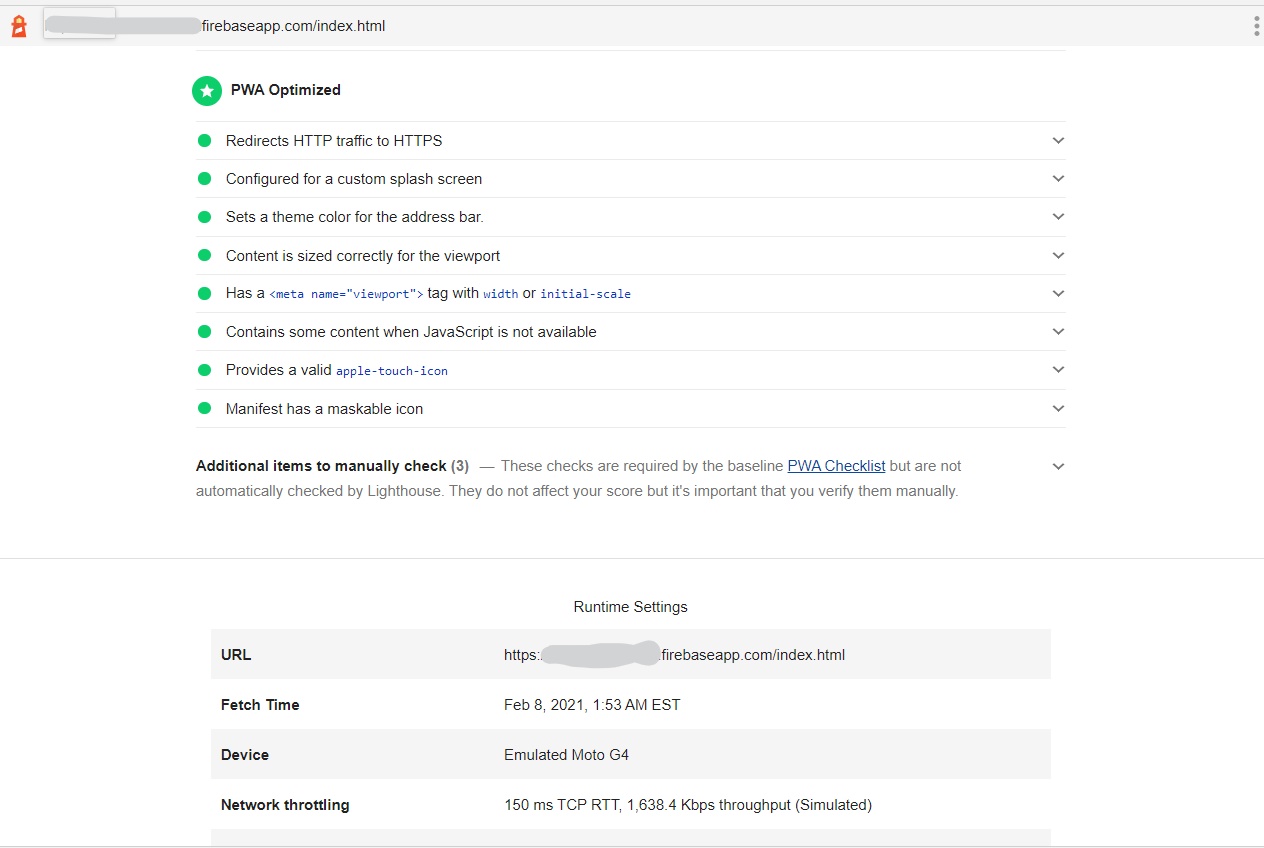 firebaseapp.com/index.html
PWA Optimized
Redirects HTTP traffic to HTTPS
Configured for a custom splash screen
Sets a theme color for the address bar.
Content is sized correctly for the viewport
Has a <meta name="viewport"> tag with width or initial-scale
Contains some content when JavaScript is not available
Provides a valid apple-touch-icon
Manifest has a maskable icon
Additional items to manually check (3) — These checks are required by the baseline PWA Checklist but are not
automatically checked by Lighthouse. They do not affect your score but it's important that you verify them manually.
Runtime Settings
URL https: firebaseapp.com/index.html
Fetch Time Feb 8, 2021, 1:53 AM EST
Device Emulated Moto G4
Network throttling 150 ms TCP RTT, 1,638.4 Kbps throughput (Simulated)